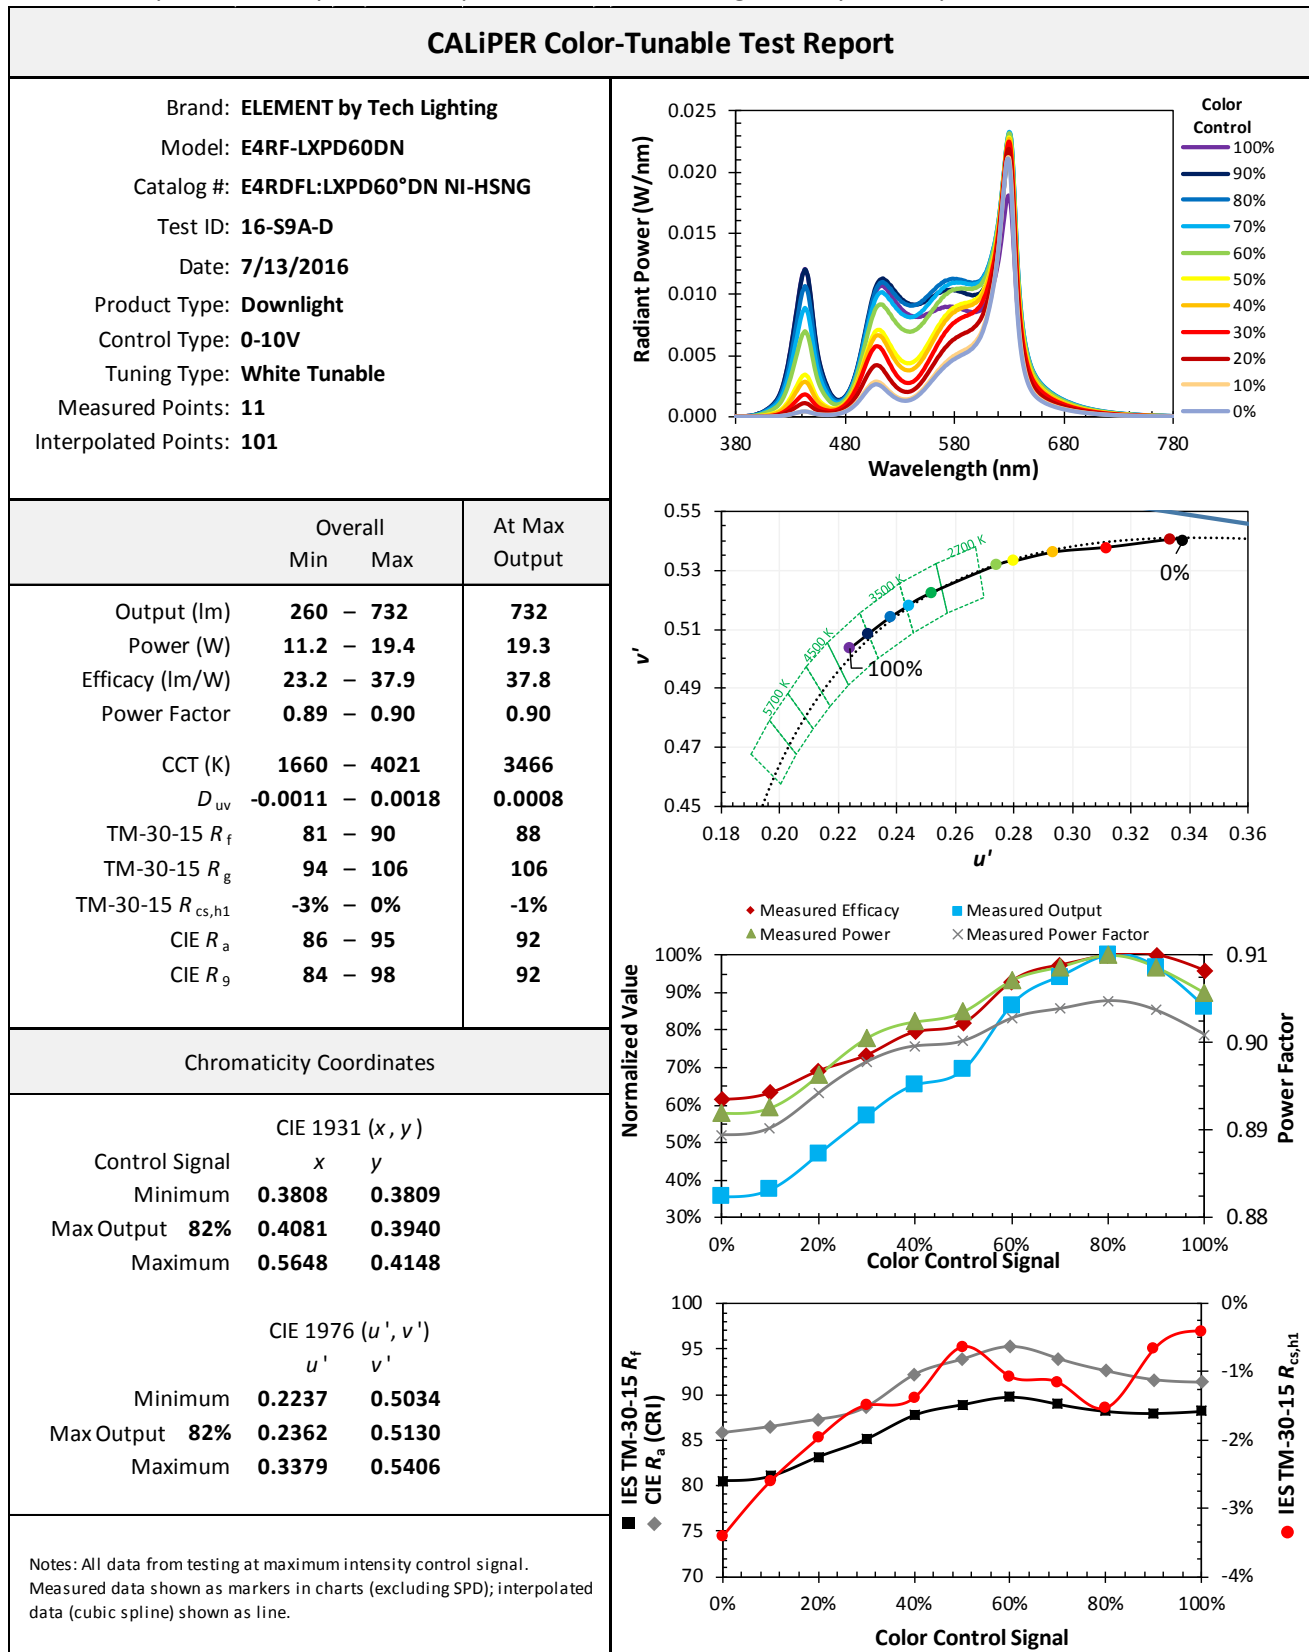 CALiPER Color-Tunable Test Report
Brand: ELEMENT by Tech Lighting
Model: E4RF-LXPD60DN
Catalog #: E4RDFL:LXPD60°DN NI-HSNG
Test ID: 16-S9A-D
Date: 7/13/2016
Product Type: Downlight
Control Type: 0-10V
Tuning Type: White Tunable
Measured Points: 11
Interpolated Points: 101
Overall At Max
Min Max Output
Output (lm) 260 – 732 732
Power (W) 11.2 – 19.4 19.3
Efficacy (lm/W) 23.2 – 37.9 37.8
Power Factor 0.89 – 0.90 0.90
CCT (K) 1660 – 4021 3466
Duv -0.0011 – 0.0018 0.0008
TM-30-15 Rf 81 – 90 88
TM-30-15 Rg 94 – 106 106
TM-30-15 Rcs,h1 -3% – 0% -1%
CIE Ra 86 – 95 92
CIE R9 84 – 98 92
Chromaticity Coordinates
CIE 1931 (x, y)
Control Signal x y
Minimum 0.3808 0.3809
Max Output 82% 0.4081 0.3940
Maximum 0.5648 0.4148
CIE 1976 (u', v')
u' v'
Minimum 0.2237 0.5034
Max Output 82% 0.2362 0.5130
Maximum 0.3379 0.5406
Notes: All data from testing at maximum intensity control signal.
Measured data shown as markers in charts (excluding SPD); interpolated
data (cubic spline) shown as line.
Radiant Power (W/nm)
0.025
0.020
0.015
0.010
0.005
0.000
380 480 580 680 780
Wavelength (nm)
Color
Control
100%
90%
80%
70%
60%
50%
40%
30%
20%
10%
0%
v'
0.55
0.53
0.51
0.49
0.47
0.45
0.18 0.20 0.22 0.24 0.26 0.28 0.30 0.32 0.34 0.36
u'
2700 K
3500 K
4500 K
5700 K
0%
100%
Measured Efficacy Measured Output
Measured Power Measured Power Factor
Normalized Value
100%
90%
80%
70%
60%
50%
40%
30%
0.91
0.90
0.89
0.88
Power Factor
0% 20% 40% 60% 80% 100%
Color Control Signal
IES TM-30-15 Rf
CIE Ra (CRI)
100
95
90
85
80
75
70
0%
-1%
-2%
-3%
-4%
IES TM-30-15 Rcs,h1
0% 20% 40% 60% 80% 100%
Color Control Signal